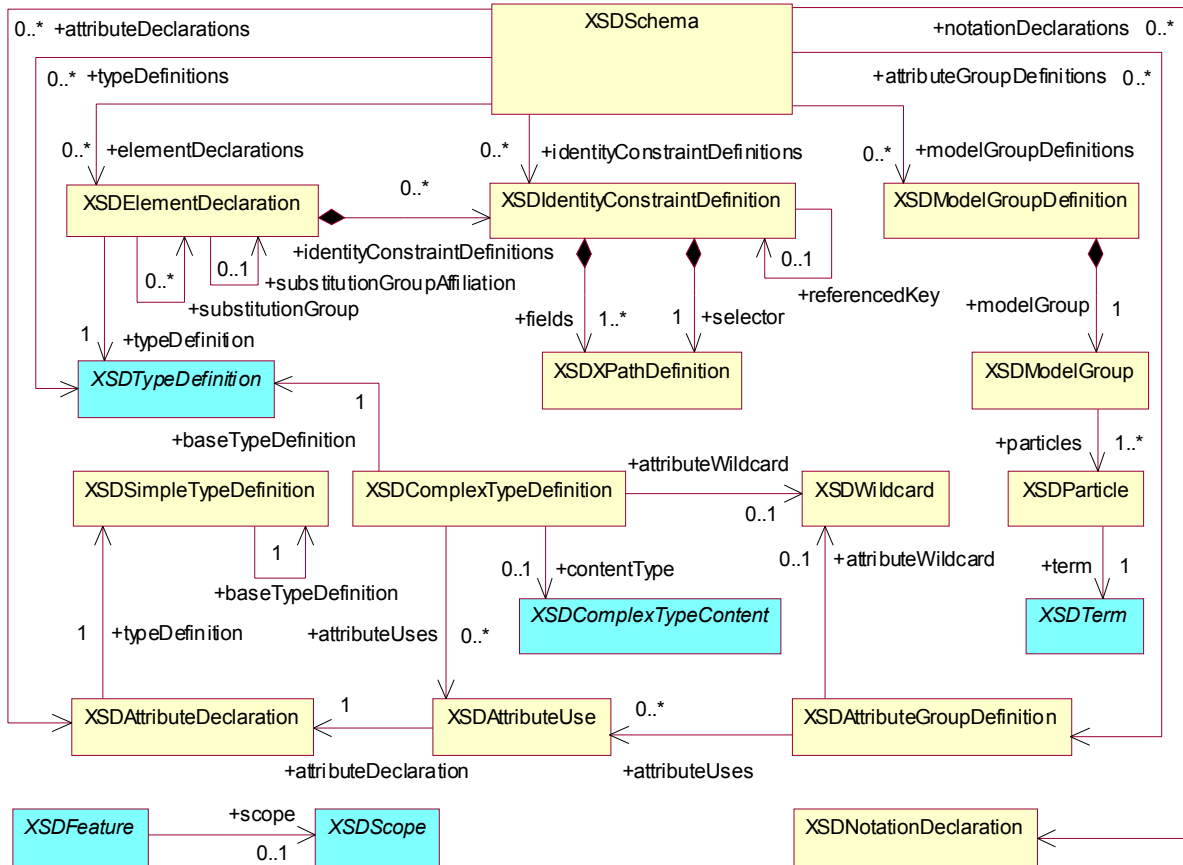 XSDSchema
0..* +attributeDeclarations
+notationDeclarations 0..*
0..* +typeDefinitions
+attributeGroupDefinitions 0..*
0..* +elementDeclarations
0..* +identityConstraintDefinitions
0..* +modelGroupDefinitions
XSDElementDeclaration
0..*
XSDIdentityConstraintDefinition
XSDModelGroupDefinition
+identityConstraintDefinitions
0..*
0..1
+substitutionGroupAffiliation
+substitutionGroup
0..1
+referencedKey
+modelGroup 1
+fields 1..*
1 +selector
1 +typeDefinition
XSDTypeDefinition
XSDXPathDefinition
XSDModelGroup
1
+baseTypeDefinition
+particles 1..*
+attributeWildcard
XSDSimpleTypeDefinition
XSDComplexTypeDefinition
XSDWildcard
XSDParticle
0..1
1
+baseTypeDefinition
0..1 +contentType
0..1 +attributeWildcard
+term 1
XSDComplexTypeContent
XSDTerm
1 +typeDefinition
+attributeUses 0..*
XSDAttributeDeclaration
1
XSDAttributeUse
0..*
XSDAttributeGroupDefinition
+attributeDeclaration
+attributeUses
XSDFeature
+scope
0..1
XSDScope
XSDNotationDeclaration